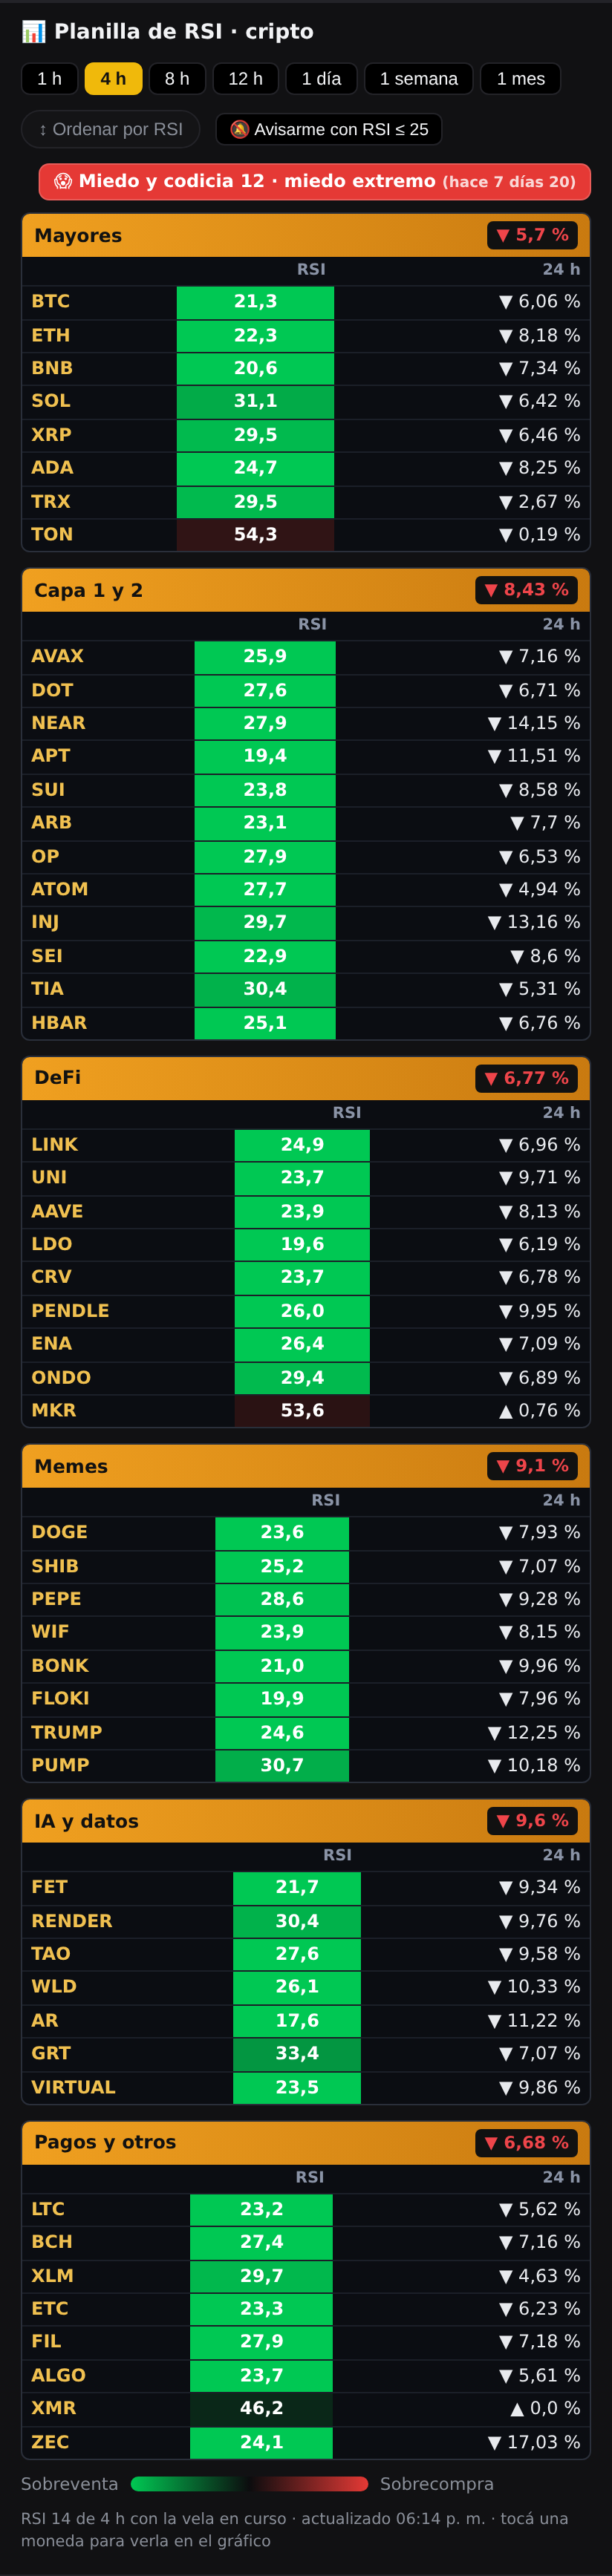 📊 Planilla de RSI · cripto
1 h 4 h 8 h 12 h 1 día 1 semana 1 mes
↕ Ordenar por RSI 🔕 Avisarme con RSI ≤ 25
😱 Miedo y codicia 12 · miedo extremo (hace 7 días 20)
Mayores ▼ 5,7 %
RSI 24 h
BTC 21,3 ▼ 6,06 %
ETH 22,3 ▼ 8,18 %
BNB 20,6 ▼ 7,34 %
SOL 31,1 ▼ 6,42 %
XRP 29,5 ▼ 6,46 %
ADA 24,7 ▼ 8,25 %
TRX 29,5 ▼ 2,67 %
TON 54,3 ▼ 0,19 %
Capa 1 y 2 ▼ 8,43 %
RSI 24 h
AVAX 25,9 ▼ 7,16 %
DOT 27,6 ▼ 6,71 %
NEAR 27,9 ▼ 14,15 %
APT 19,4 ▼ 11,51 %
SUI 23,8 ▼ 8,58 %
ARB 23,1 ▼ 7,7 %
OP 27,9 ▼ 6,53 %
ATOM 27,7 ▼ 4,94 %
INJ 29,7 ▼ 13,16 %
SEI 22,9 ▼ 8,6 %
TIA 30,4 ▼ 5,31 %
HBAR 25,1 ▼ 6,76 %
DeFi ▼ 6,77 %
RSI 24 h
LINK 24,9 ▼ 6,96 %
UNI 23,7 ▼ 9,71 %
AAVE 23,9 ▼ 8,13 %
LDO 19,6 ▼ 6,19 %
CRV 23,7 ▼ 6,78 %
PENDLE 26,0 ▼ 9,95 %
ENA 26,4 ▼ 7,09 %
ONDO 29,4 ▼ 6,89 %
MKR 53,6 ▲ 0,76 %
Memes ▼ 9,1 %
RSI 24 h
DOGE 23,6 ▼ 7,93 %
SHIB 25,2 ▼ 7,07 %
PEPE 28,6 ▼ 9,28 %
WIF 23,9 ▼ 8,15 %
BONK 21,0 ▼ 9,96 %
FLOKI 19,9 ▼ 7,96 %
TRUMP 24,6 ▼ 12,25 %
PUMP 30,7 ▼ 10,18 %
IA y datos ▼ 9,6 %
RSI 24 h
FET 21,7 ▼ 9,34 %
RENDER 30,4 ▼ 9,76 %
TAO 27,6 ▼ 9,58 %
WLD 26,1 ▼ 10,33 %
AR 17,6 ▼ 11,22 %
GRT 33,4 ▼ 7,07 %
VIRTUAL 23,5 ▼ 9,86 %
Pagos y otros ▼ 6,68 %
RSI 24 h
LTC 23,2 ▼ 5,62 %
BCH 27,4 ▼ 7,16 %
XLM 29,7 ▼ 4,63 %
ETC 23,3 ▼ 6,23 %
FIL 27,9 ▼ 7,18 %
ALGO 23,7 ▼ 5,61 %
XMR 46,2 ▲ 0,0 %
ZEC 24,1 ▼ 17,03 %
Sobreventa Sobrecompra
RSI 14 de 4 h con la vela en curso · actualizado 06:14 p. m. · tocá una
moneda para verla en el gráfico